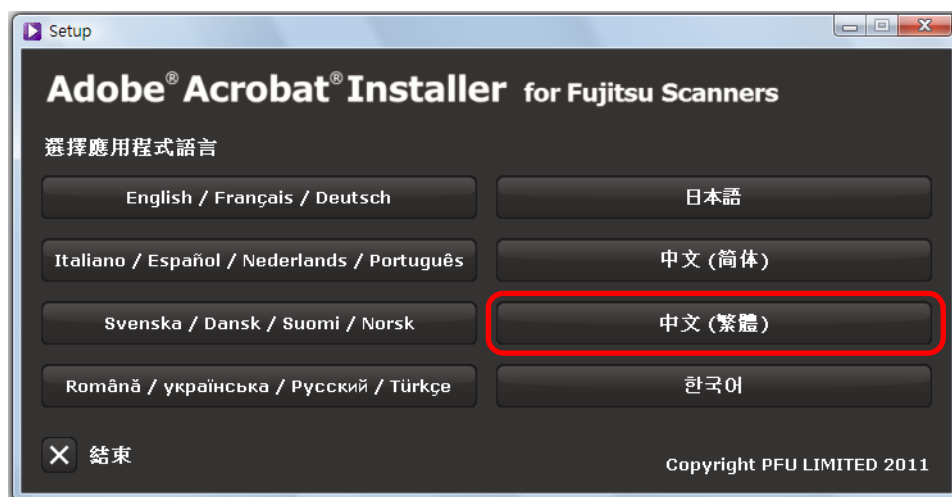 Setup
Adobe® Acrobat® Installer for Fujitsu Scanners
選擇應用程式語言
English / Français / Deutsch
日本語
Italiano / Español / Nederlands / Português
中文 (简体)
Svenska / Dansk / Suomi / Norsk
中文 (繁體)
Română / українська / Русский / Türkçe
한국어
結束
Copyright PFU LIMITED 2011